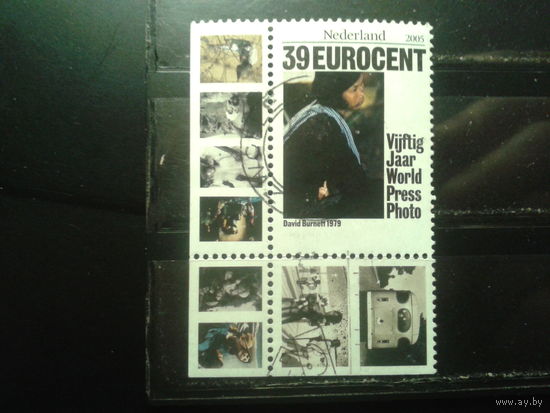 Nederland 2005
39 EUROCENT
Vijftig
Jaar
World
Press
Photo
David Burnett 1979
www.ay.by